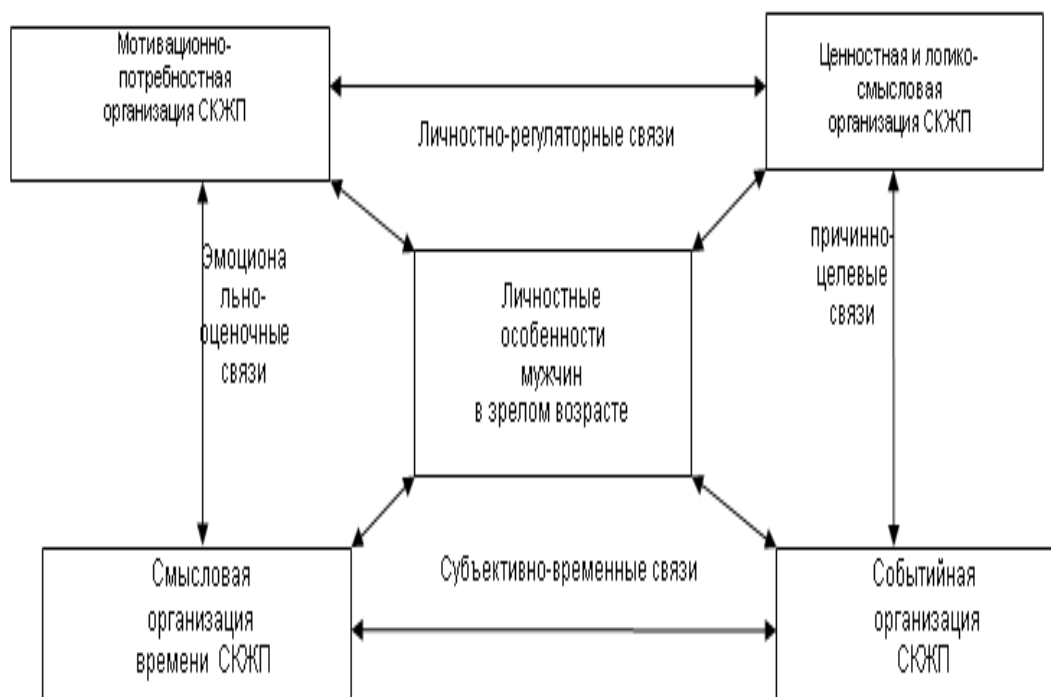 Мотивационно-
потребностная
организация СКЖП
Ценностная и логико-
смысловая
организация СКЖП
Личностно-регуляторные связи
Эмоциона
льно-
оценочные
связи
причинно-
целевые
связи
Личностные
особенности
мужчин
в зрелом возрасте
Смысловая
организация
времени СКЖП
Субъективно-временные связи
Событийная
организация
СКЖП